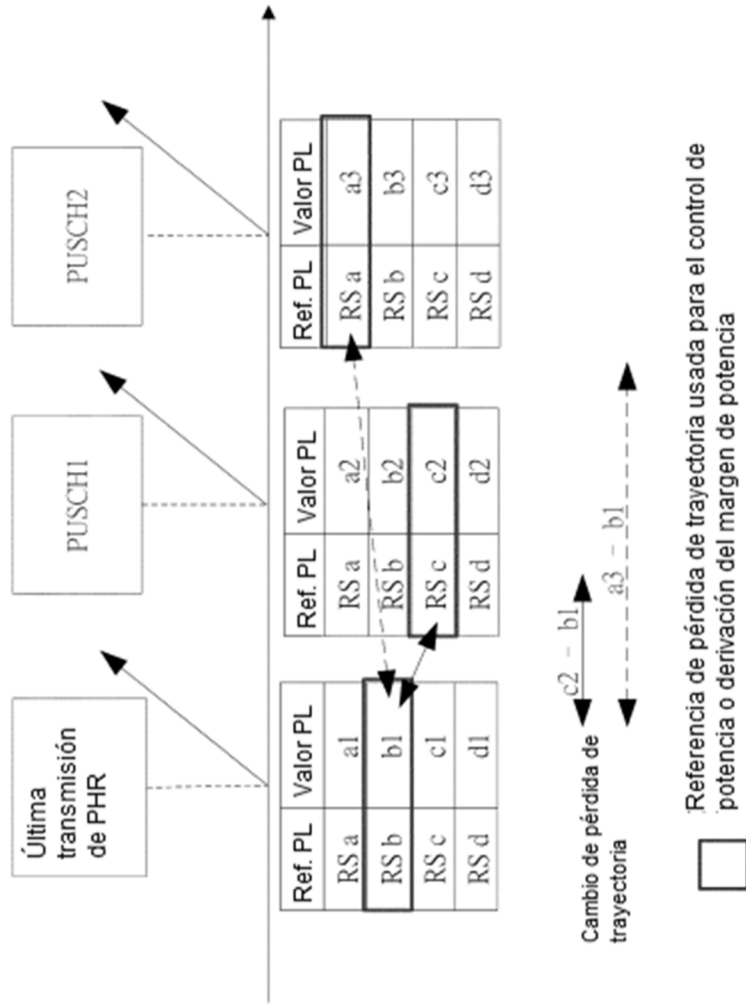 Última
transmisión
de PHR
PUSCH1
PUSCH2
Ref. PL Valor PL
RS a a1
RS b b1
RS c c1
RS d d1
Ref. PL Valor PL
RS a a2
RS b b2
RS c c2
RS d d2
Ref. PL Valor PL
RS a a3
RS b b3
RS c c3
RS d d3
Cambio de pérdida de
trayectoria
c2 - b1
a3 - b1
Referencia de pérdida de trayectoria usada para el control de
potencia o derivación del margen de potencia